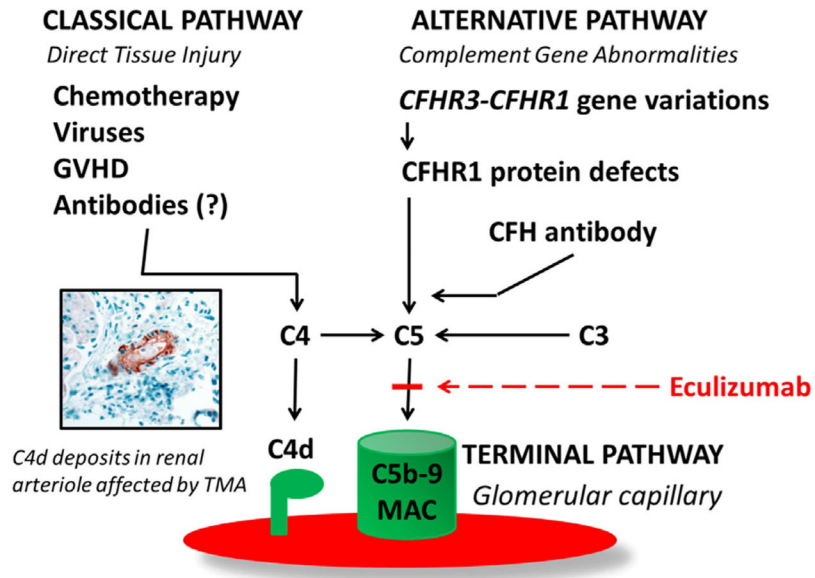 CLASSICAL PATHWAY
Direct Tissue Injury
Chemotherapy
Viruses
GVHD
Antibodies (?)
ALTERNATIVE PATHWAY
Complement Gene Abnormalities
CFHR3-CFHR1 gene variations
CFHR1 protein defects
CFH antibody
C4
C5
C3
Eculizumab
C4d deposits in renal
arteriole affected by TMA
C4d
C5b-9
MAC
TERMINAL PATHWAY
Glomerular capillary